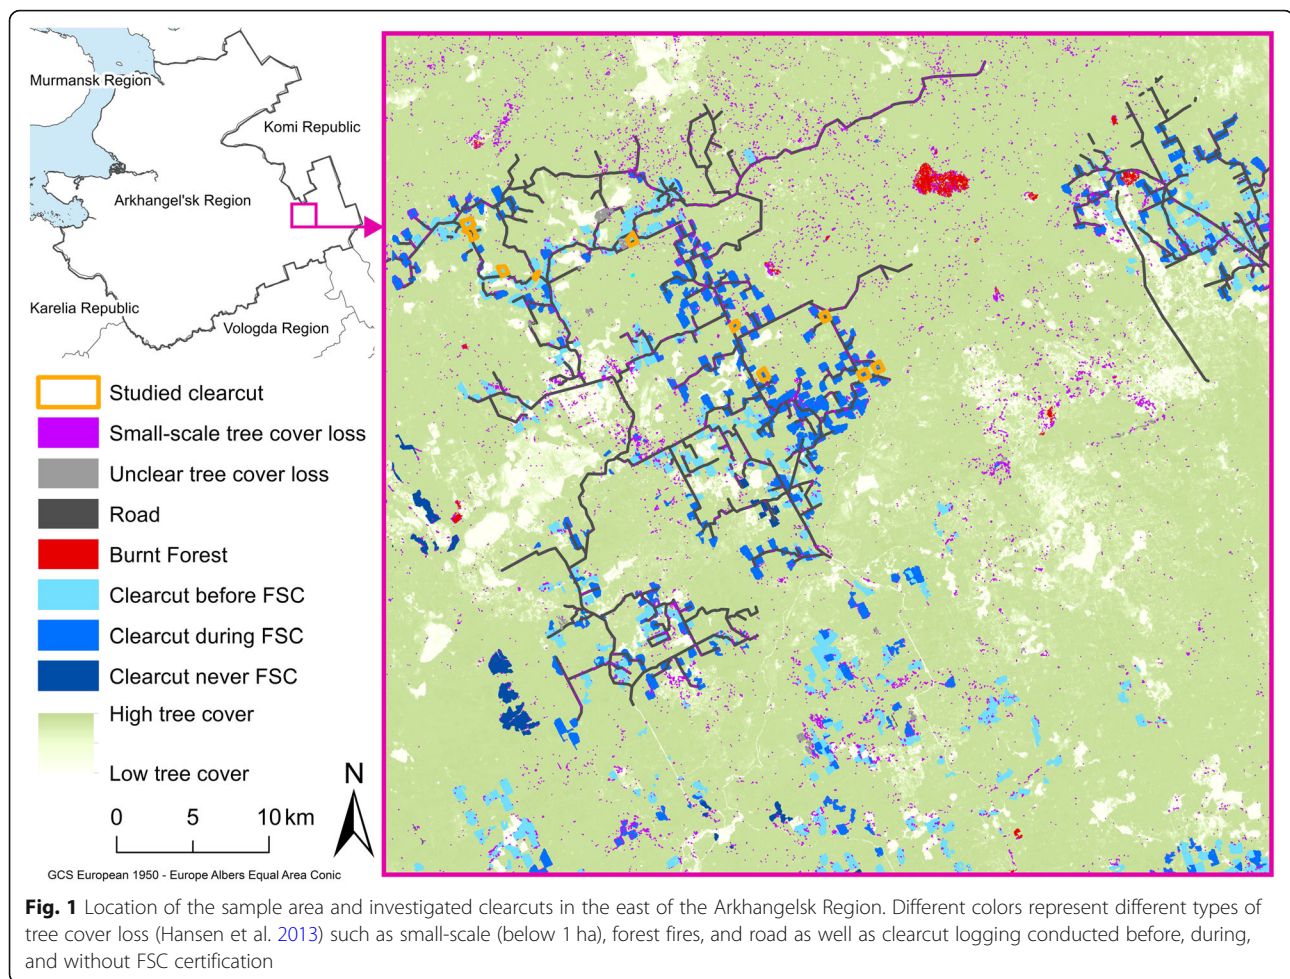 Murmansk Region
Komi Republic
Arkhangel'sk Region
Karelia Republic
Vologda Region
Studied clearcut
Small-scale tree cover loss
Unclear tree cover loss
Road
Burnt Forest
Clearcut before FSC
Clearcut during FSC
Clearcut never FSC
High tree cover
Low tree cover
N
0 5 10 km
GCS European 1950 - Europe Albers Equal Area Conic
Fig. 1 Location of the sample area and investigated clearcuts in the east of the Arkhangelsk Region. Different colors represent different types of
tree cover loss (Hansen et al. 2013) such as small-scale (below 1 ha), forest fires, and road as well as clearcut logging conducted before, during,
and without FSC certification